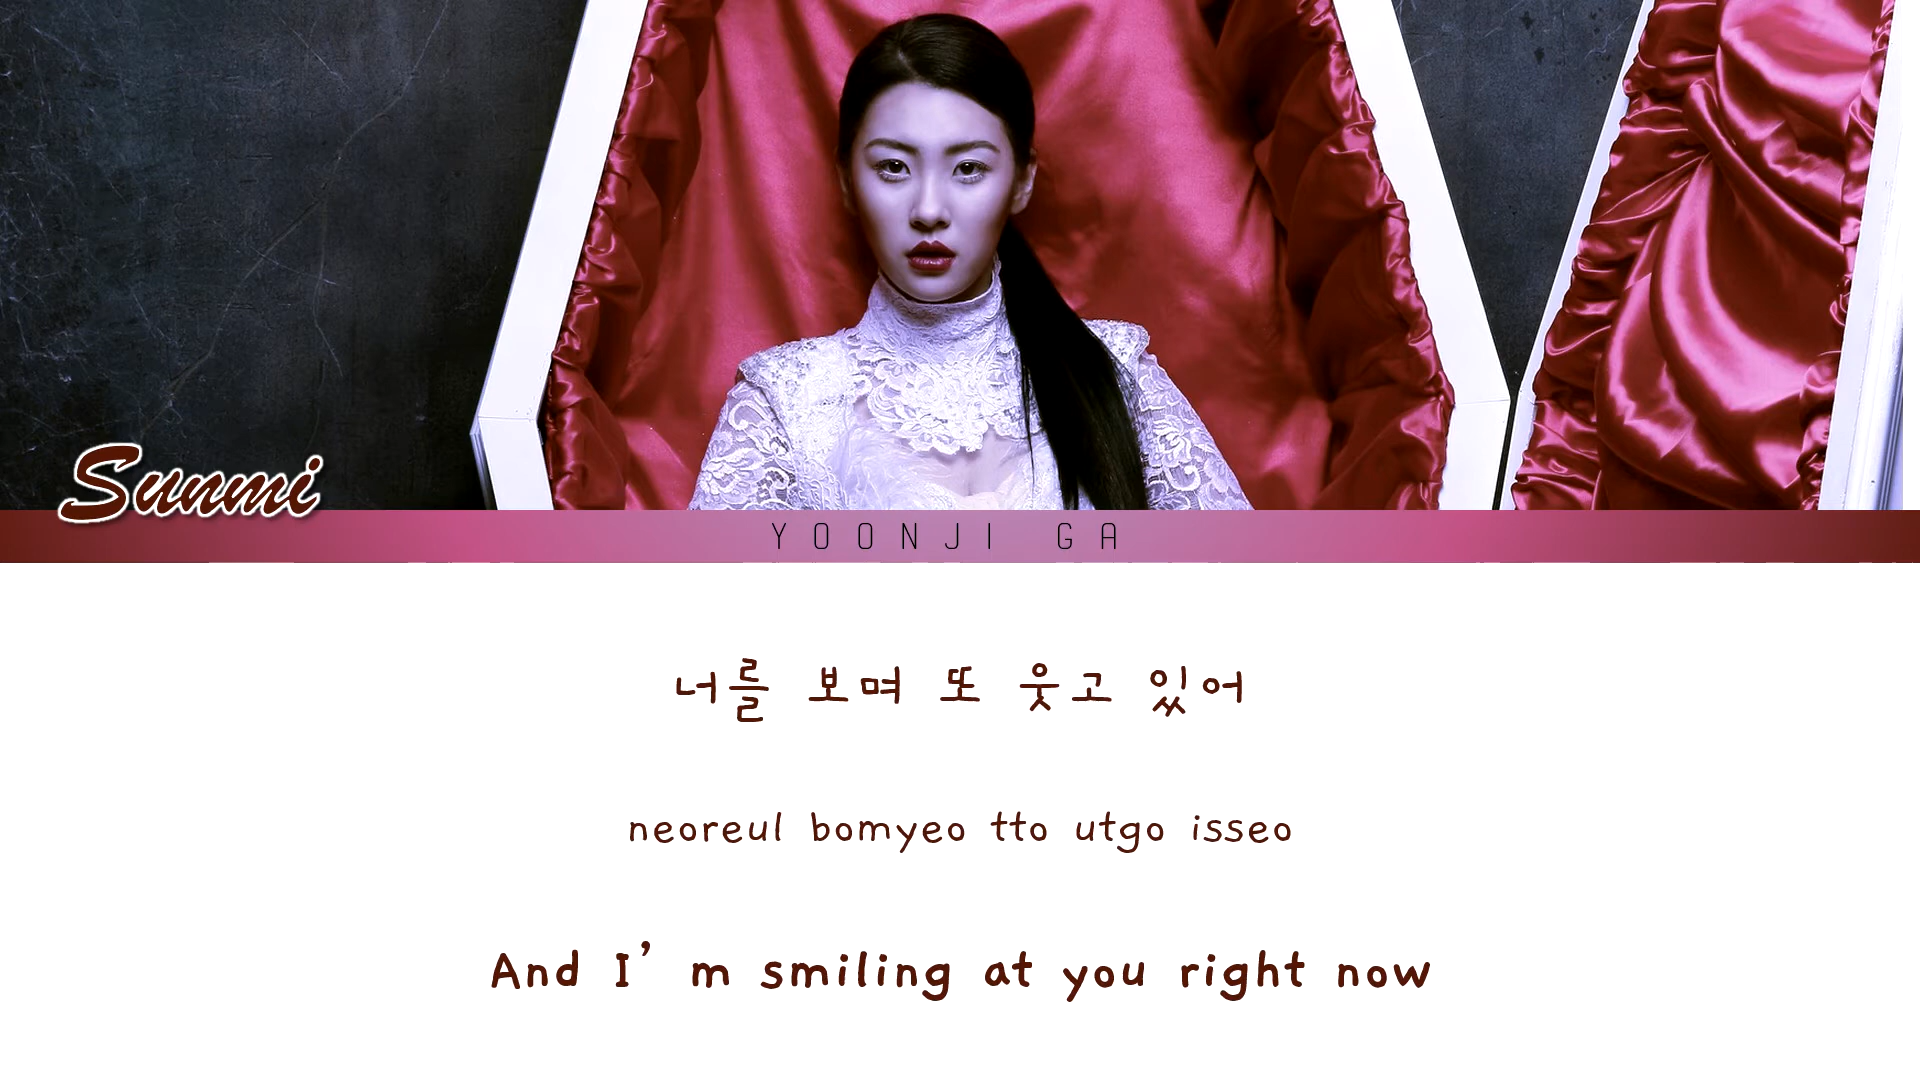 Sunmi
YOONJI GA
너를 보며 또 웃고 있어
neoreul bomyeo tto utgo isseo
And I’m smiling at you right now